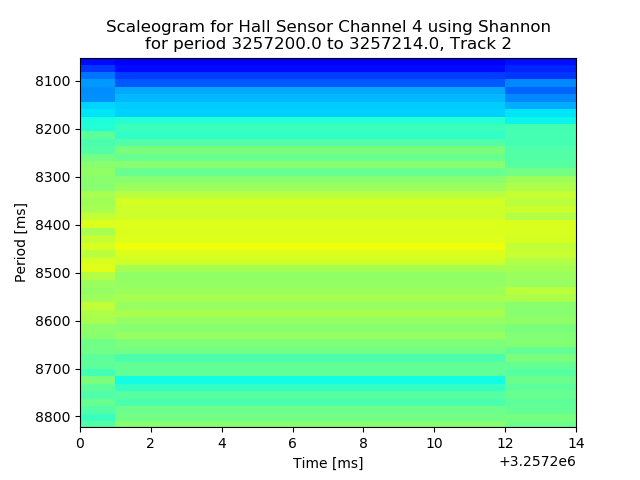 Scaleogram for Hall Sensor Channel 4 using Shannon
for period 3257200.0 to 3257214.0, Track 2
8100
8200
8300
8400
8500
8600
8700
8800
Period [ms]
0 2 4 6 8 10 12 14
Time [ms]
+3.2572e6